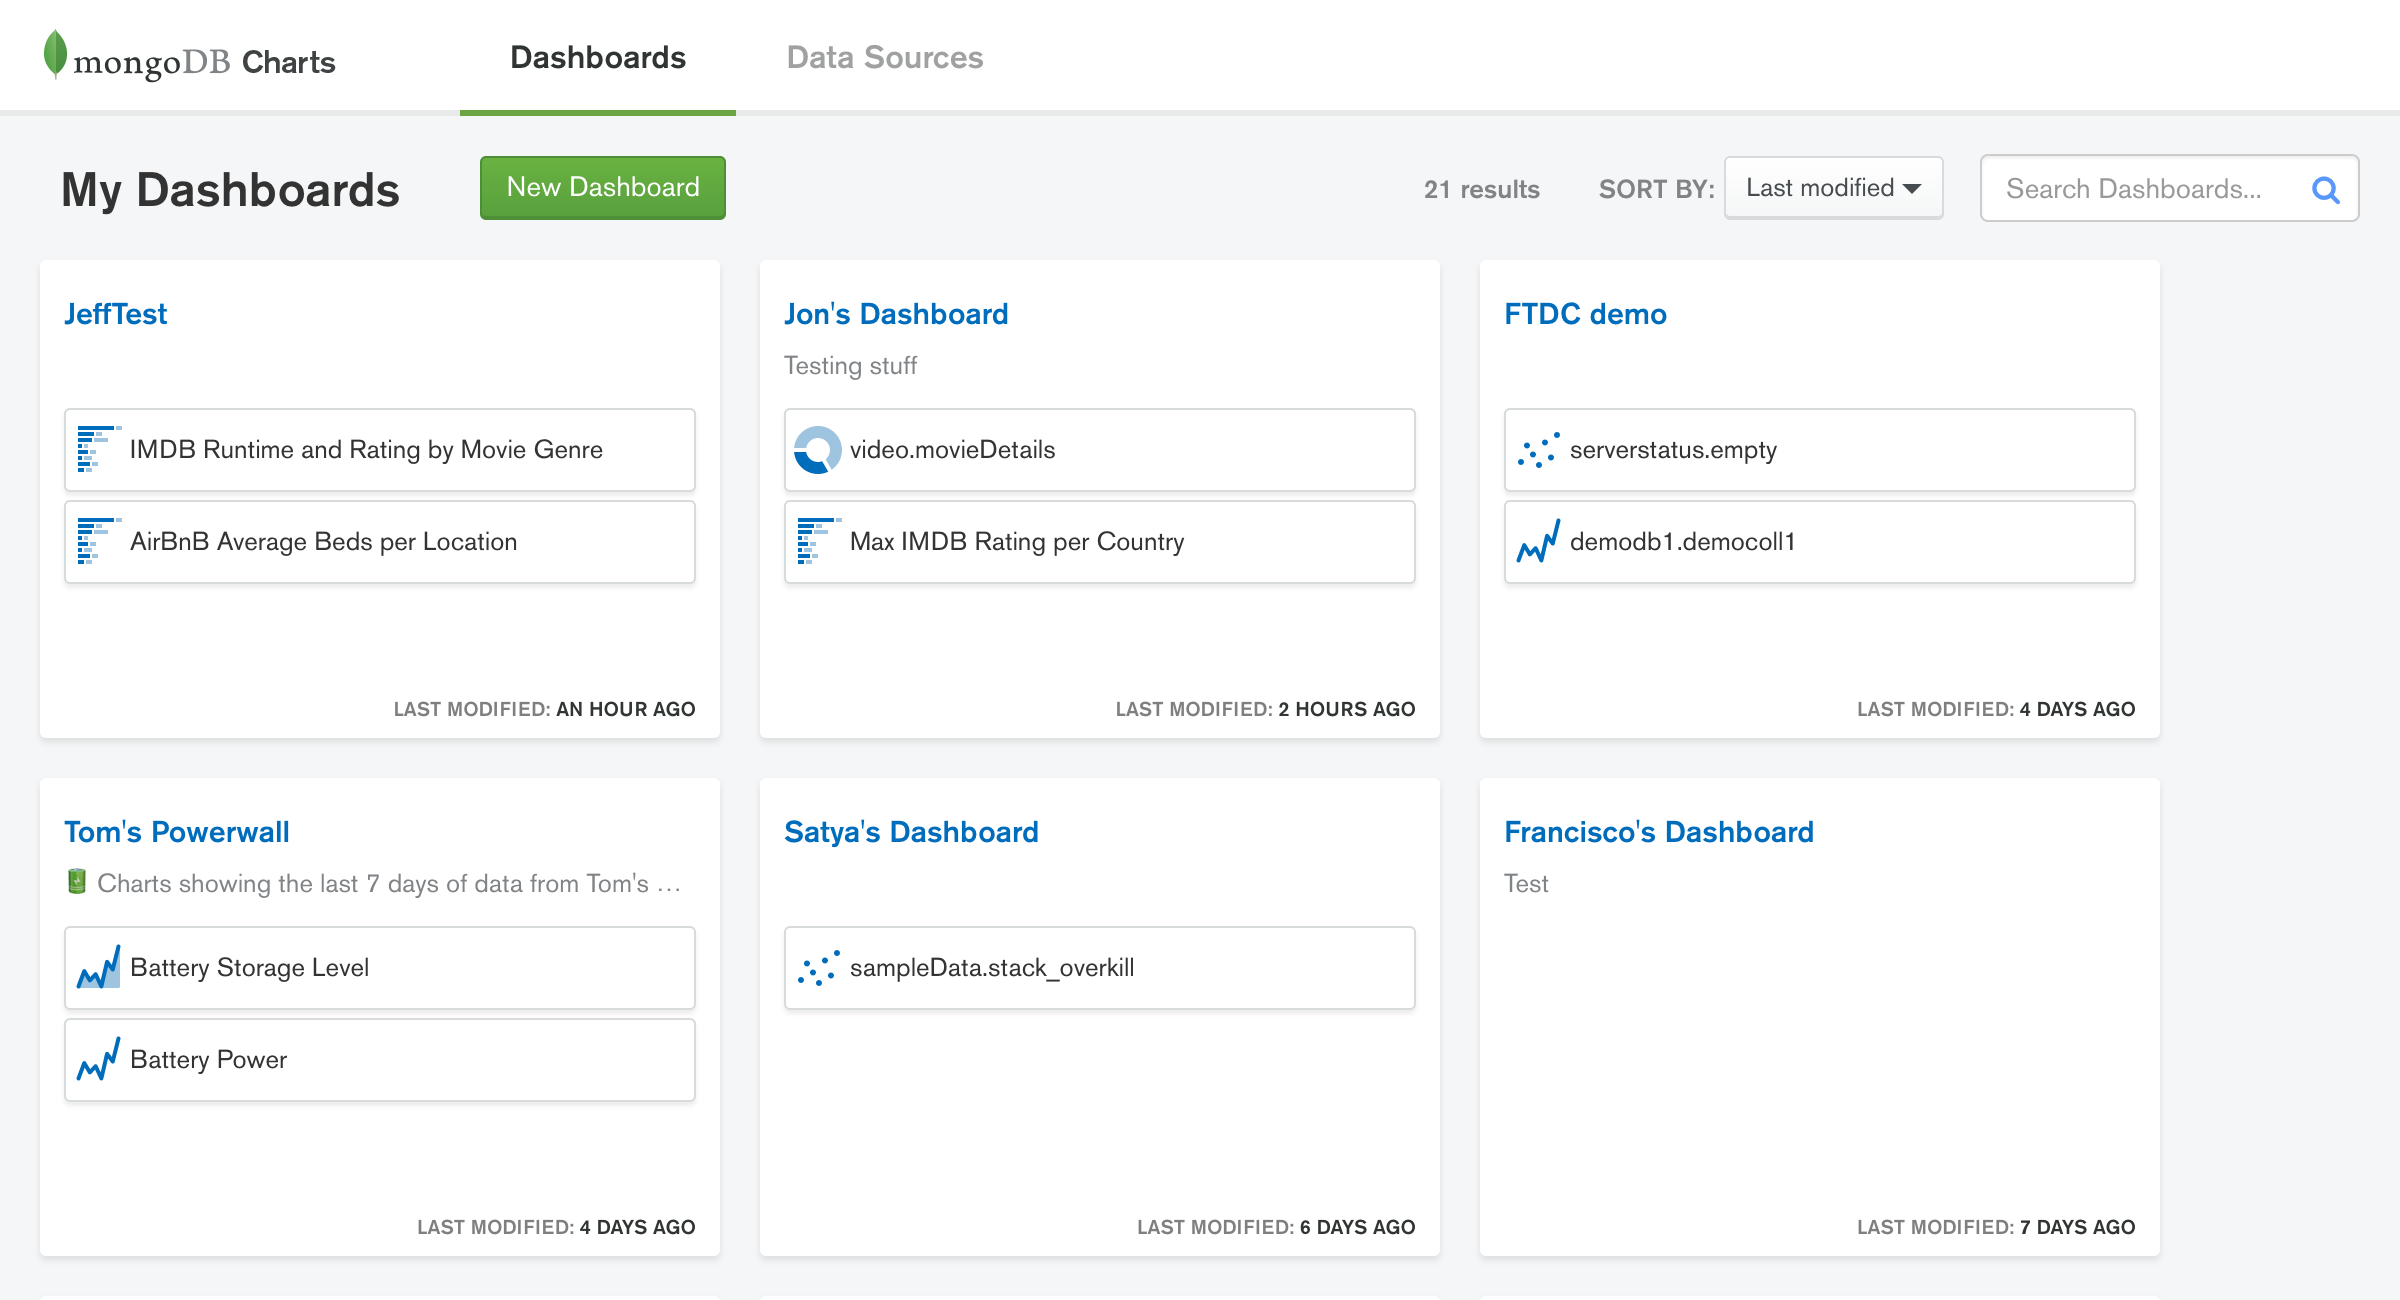 mongoDB Charts
Dashboards
Data Sources
My Dashboards
New Dashboard
21 results
SORT BY: Last modified
Search Dashboards...
JeffTest
IMDB Runtime and Rating by Movie Genre
AirBnB Average Beds per Location
LAST MODIFIED: AN HOUR AGO
Jon's Dashboard
Testing stuff
video.movieDetails
Max IMDB Rating per Country
LAST MODIFIED: 2 HOURS AGO
FTDC demo
serverstatus.empty
demodb1.democoll1
LAST MODIFIED: 4 DAYS AGO
Tom's Powerwall
Charts showing the last 7 days of data from Tom's ...
Battery Storage Level
Battery Power
LAST MODIFIED: 4 DAYS AGO
Satya's Dashboard
sampleData.stack_overkill
LAST MODIFIED: 6 DAYS AGO
Francisco's Dashboard
Test
LAST MODIFIED: 7 DAYS AGO